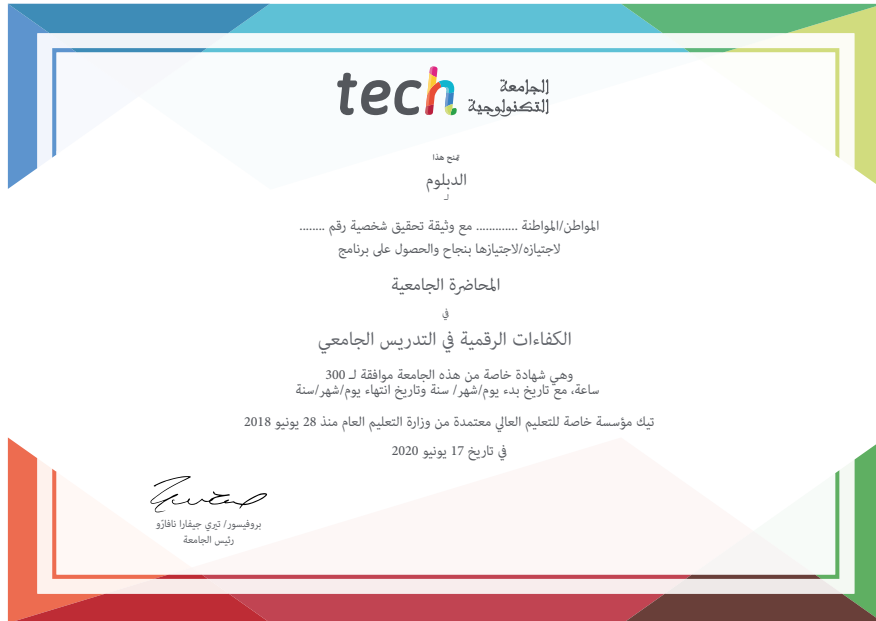 tech الجامعة
التكنولوجية
يمنح هذا
الدبلوم
لـ
المواطن/المواطنة ............. مع وثيقة تحقيق شخصية رقم ........
لاجتيازه/لاجتيازها بنجاح والحصول على برنامج
المحاضرة الجامعية
في
الكفاءات الرقمية في التدريس الجامعي
وهي شهادة خاصة من هذه الجامعة موافقة لـ 300
ساعة، مع تاريخ بدء يوم/شهر/ سنة وتاريخ انتهاء يوم/شهر/سنة
تيك مؤسسة خاصة للتعليم العالي معتمدة من وزارة التعليم العام منذ 28 يونيو 2018
في تاريخ 17 يونيو 2020
بروفيسور/ تيري جيفارا نافارّو
رئيس الجامعة